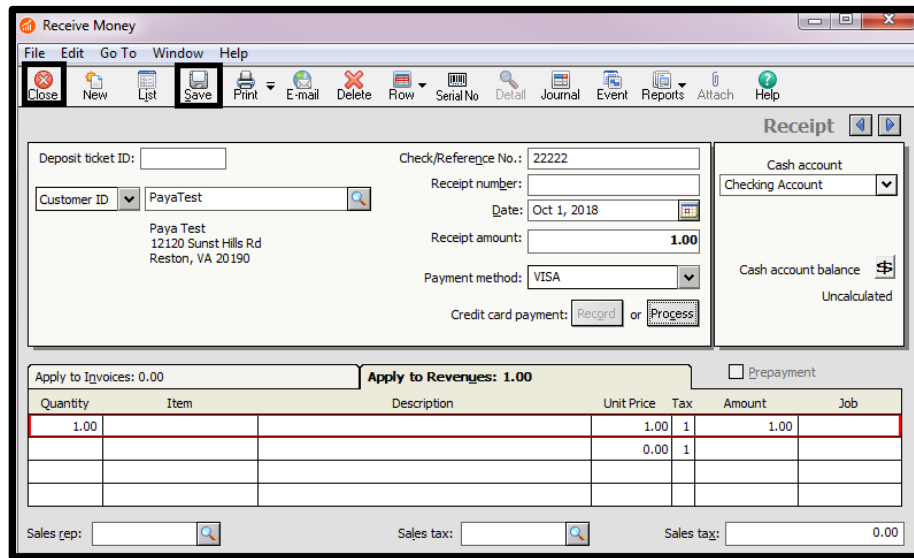 Receive Money
File Edit Go To Window Help
Close New List Save Print E-mail Delete Row Serial No Detail Journal Event Reports Attach Help
Receipt
Deposit ticket ID: Check/Reference No.: 22222 Cash account
Receipt number: Checking Account
Customer ID PayaTest
Date: Oct 1, 2018
Paya Test
12120 Sunst Hills Rd
Reston, VA 20190
Receipt amount: 1.00
Payment method: VISA Cash account balance
Uncalculated
Credit card payment: Record or Process
Apply to Invoices: 0.00 Apply to Revenues: 1.00 Prepayment
Quantity Item Description Unit Price Tax Amount Job
1.00 1.00 1 1.00
0.00 1
Sales rep: Sales tax: Sales tax: 0.00